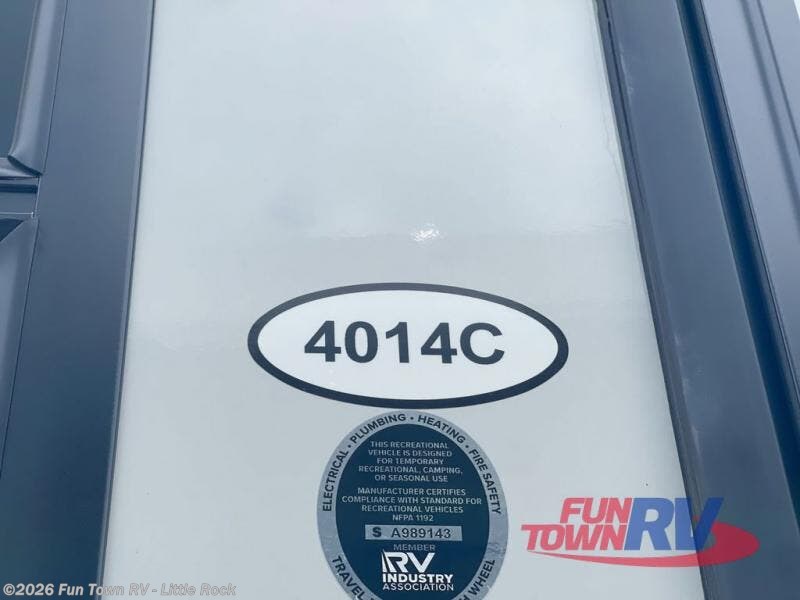 4014C
ELECTRICAL • PLUMBING • HEATING • FIRE SAFETY
THIS RECREATIONAL
VEHICLE IS DESIGNED
FOR TEMPORARY
RECREATIONAL, CAMPING,
OR SEASONAL USE
MANUFACTURER CERTIFIES
COMPLIANCE WITH STANDARD FOR
RECREATIONAL VEHICLES
NFPA 1192
S A989143
MEMBER
RV
INDUSTRY
ASSOCIATION
TRAVEL
WHEEL
FUN
TOWN RV
©2026 Fun Town RV - Little Rock